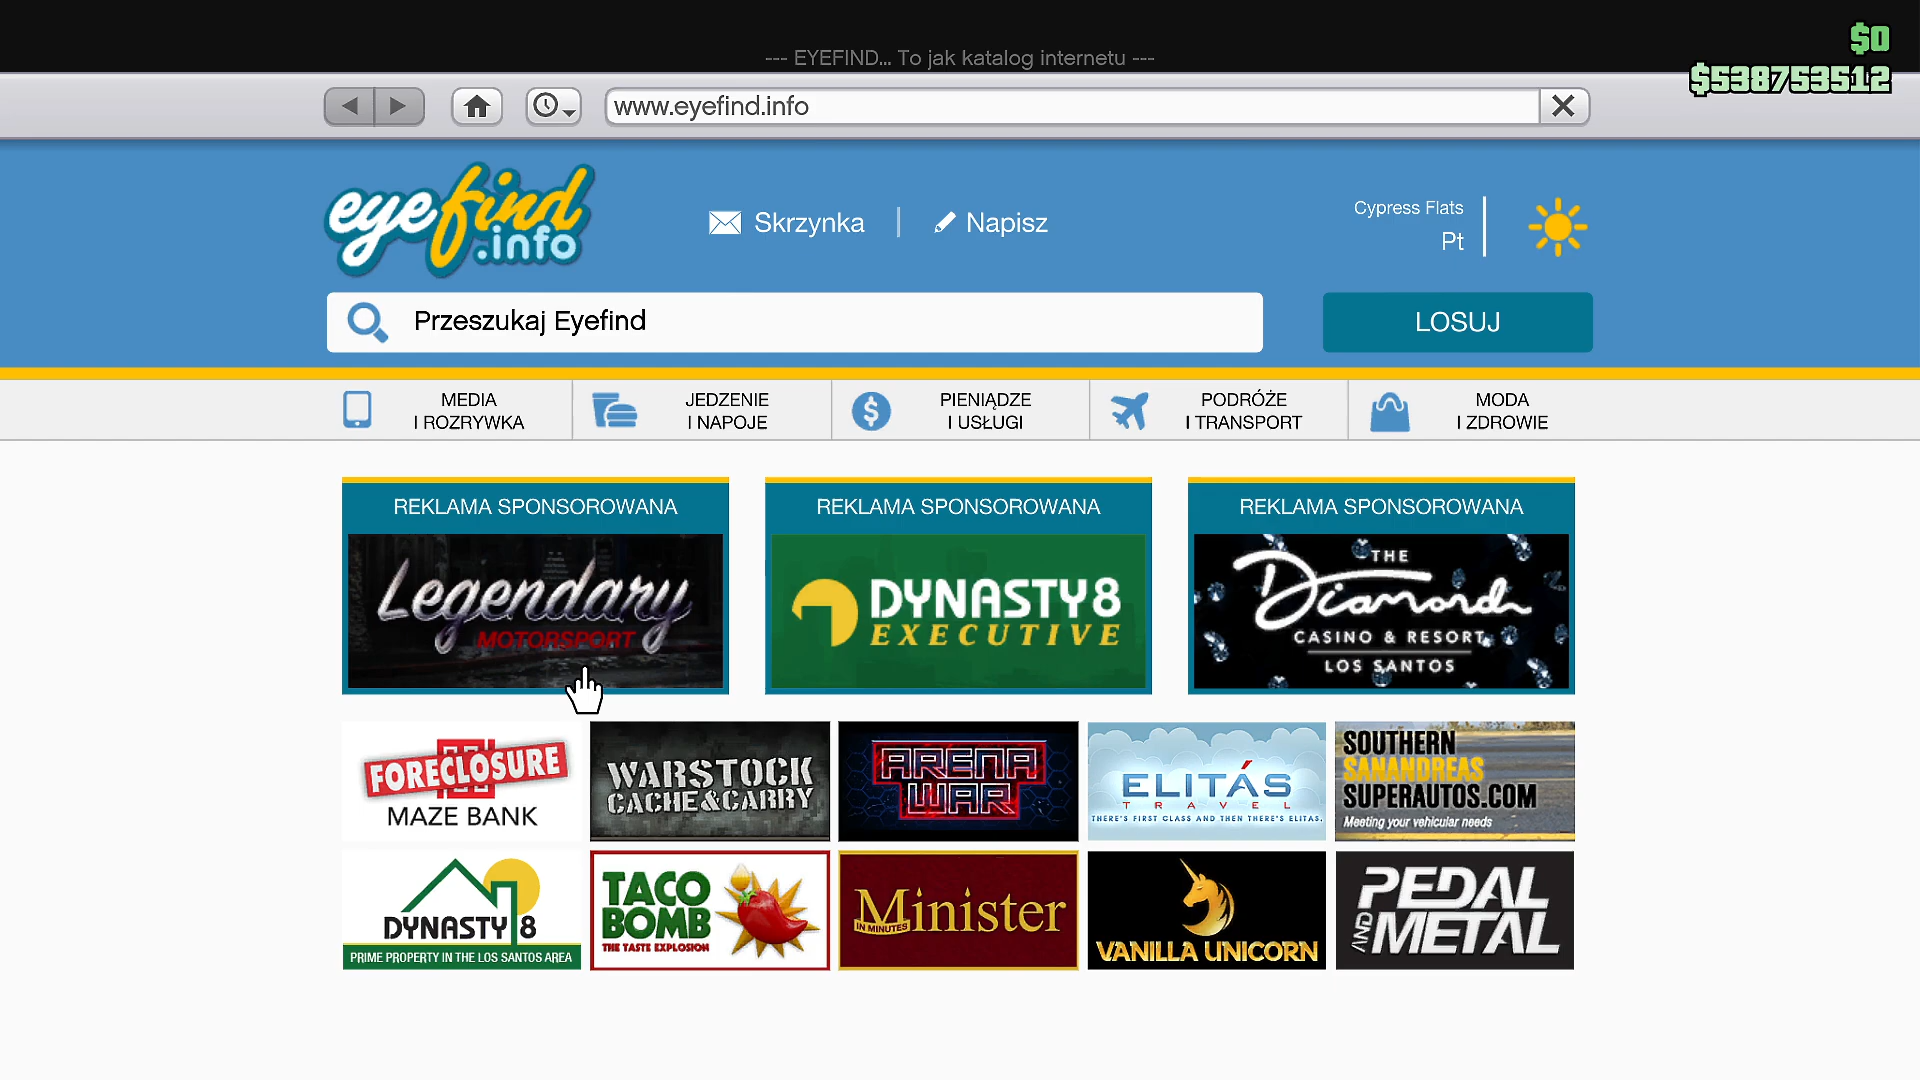 $0
--- EYEFIND... To jak katalog internetu ---
$538753512
www.eyefind.info
eyefind.info
Skrzynka
Napisz
Cypress Flats
Pt
Przeszukaj Eyefind
LOSUJ
MEDIA
I ROZRYWKA
JEDZENIE
I NAPOJE
PIENIĄDZE
I USŁUGI
PODRÓŻE
I TRANSPORT
MODA
I ZDROWIE
REKLAMA SPONSOROWANA
Legendary
MOTORSPORT
REKLAMA SPONSOROWANA
DYNASTY 8
EXECUTIVE
REKLAMA SPONSOROWANA
THE
Diamond
CASINO & RESORT
LOS SANTOS
FORECLOSURE
MAZE BANK
WARSTOCK
CACHE&CARRY
ARENA
WAR
ELITÁS
TRAVEL
THERE'S FIRST CLASS AND THEN THERE'S ELITAS.
SOUTHERN
SANANDREAS
SUPERAUTOS.COM
Meeting your vehicular needs
DYNASTY 8
PRIME PROPERTY IN THE LOS SANTOS AREA
TACO
BOMB
THE TASTE EXPLOSION
Minister
IN MINUTES
VANILLA UNICORN
PEDAL
AND METAL